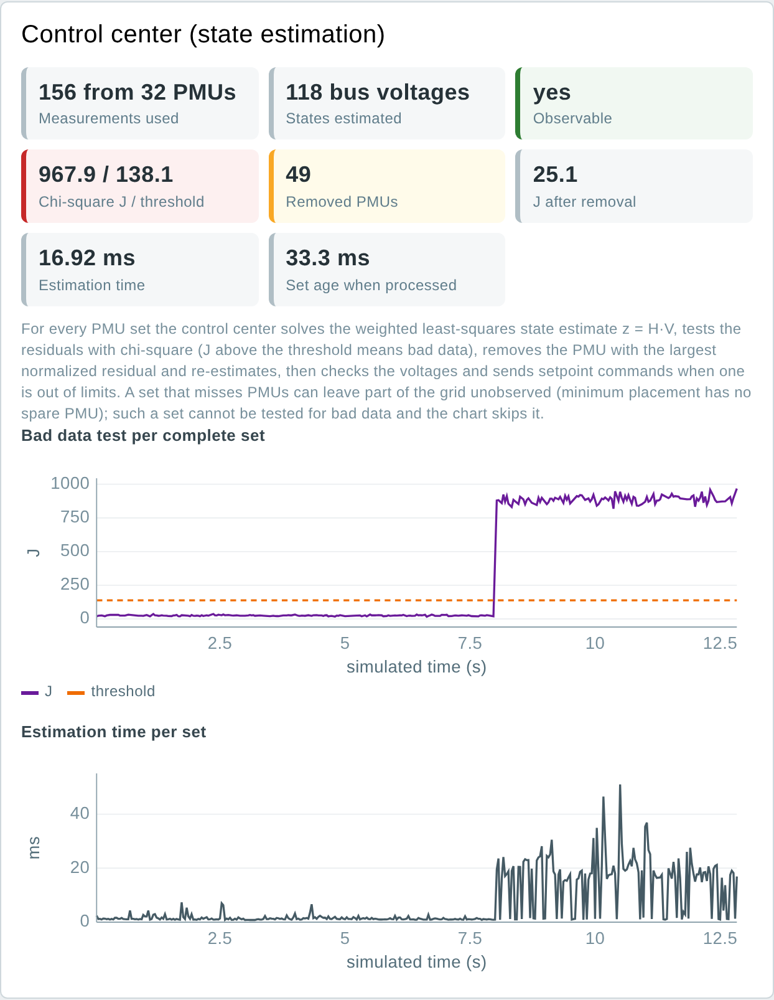 Control center (state estimation)
156 from 32 PMUs
Measurements used
118 bus voltages
States estimated
yes
Observable
967.9 / 138.1
Chi-square J / threshold
49
Removed PMUs
25.1
J after removal
16.92 ms
Estimation time
33.3 ms
Set age when processed
For every PMU set the control center solves the weighted least-squares state estimate z = H·V, tests the
residuals with chi-square (J above the threshold means bad data), removes the PMU with the largest
normalized residual and re-estimates, then checks the voltages and sends setpoint commands when one
is out of limits. A set that misses PMUs can leave part of the grid unobserved (minimum placement has no
spare PMU); such a set cannot be tested for bad data and the chart skips it.
Bad data test per complete set
1000
750
500
250
0
J
2.5 5 7.5 10 12.5
simulated time (s)
J threshold
Estimation time per set
40
20
0
ms
2.5 5 7.5 10 12.5
simulated time (s)